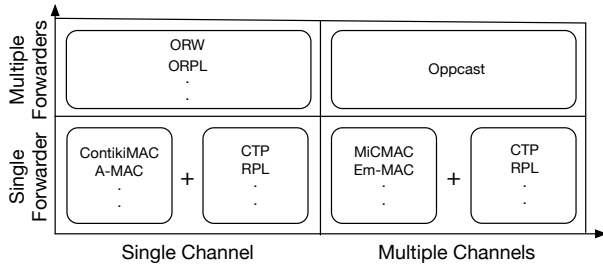 Multiple
Forwarders
ORW
ORPL
.
.
Oppcast
Single
Forwarder
ContikiMAC
A-MAC
.
.
+
CTP
RPL
.
.
MiCMAC
Em-MAC
.
.
+
CTP
RPL
.
.
Single Channel
Multiple Channels